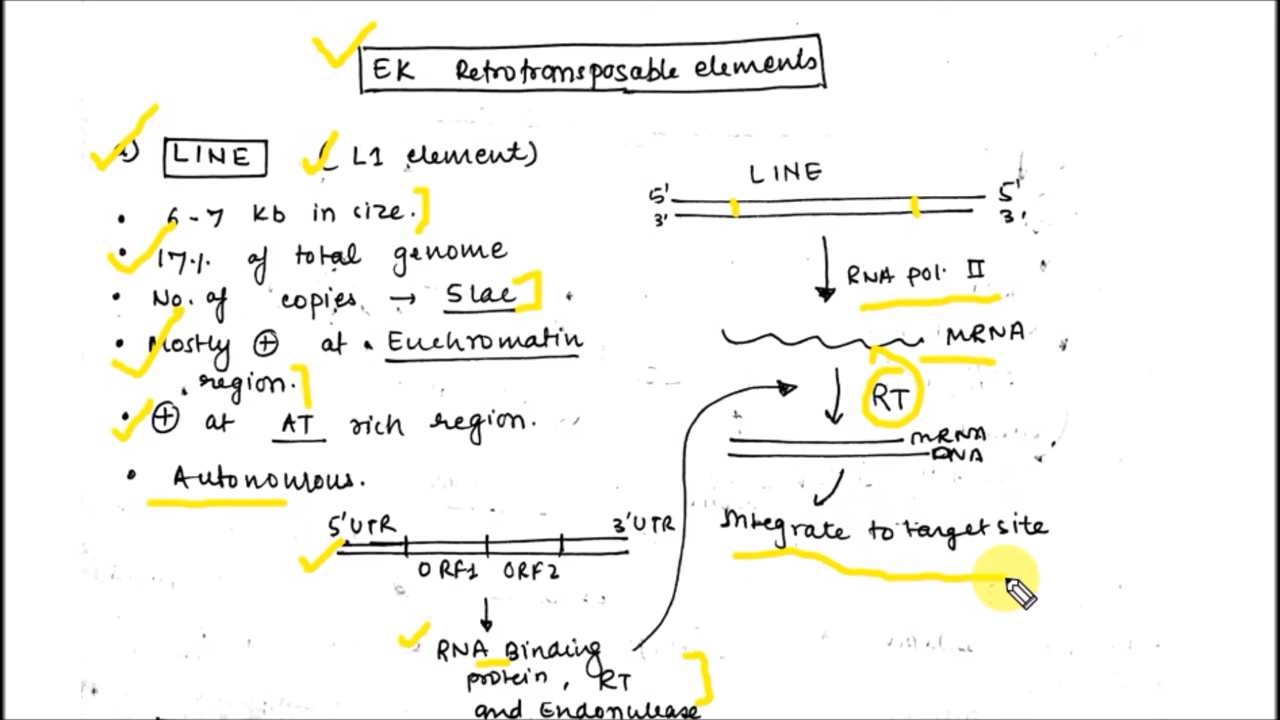 EK Retrotransposable elements
a) LINE ( L1 element)
• 6-7 Kb in size.
• 17% of total genome
• No. of copies → 5 lac
• Mostly ⊕ at Euchromatin
region.
• ⊕ at AT rich region.
• Autonomous.
5'UTR 3'UTR
ORF1 ORF2
RNA Binding
protein, RT
and Endonuclease
LINE
5' 5'
3' 3'
RNA pol. II
mRNA
RT
mRNA
DNA
Integrate to target site